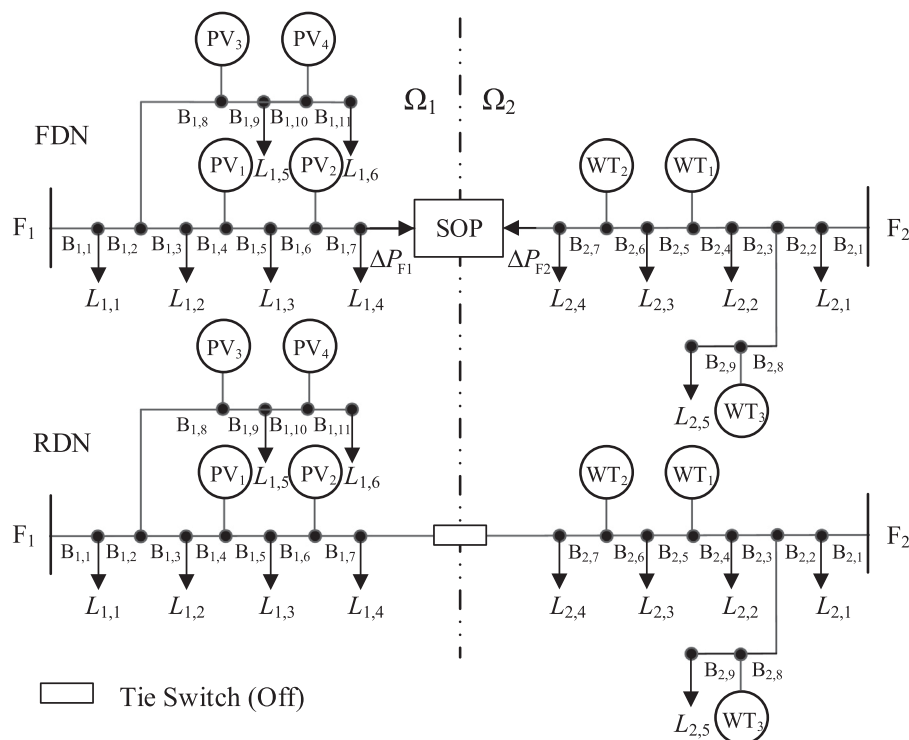 PV₃ PV₄
Ω₁ Ω₂
B₁,₈ B₁,₉ B₁,₁₀ B₁,₁₁
FDN
PV₁ L₁,₅ PV₂ L₁,₆ WT₂ WT₁
F₁ SOP F₂
B₁,₁ B₁,₂ B₁,₃ B₁,₄ B₁,₅ B₁,₆ B₁,₇ B₂,₇ B₂,₆ B₂,₅ B₂,₄ B₂,₃ B₂,₂ B₂,₁
ΔP_F1 ΔP_F2
L₁,₁ L₁,₂ L₁,₃ L₁,₄ L₂,₄ L₂,₃ L₂,₂ L₂,₁
PV₃ PV₄
B₂,₉ B₂,₈
L₂,₅ WT₃
B₁,₈ B₁,₉ B₁,₁₀ B₁,₁₁
RDN
PV₁ L₁,₅ PV₂ L₁,₆ WT₂ WT₁
F₁ F₂
B₁,₁ B₁,₂ B₁,₃ B₁,₄ B₁,₅ B₁,₆ B₁,₇ B₂,₇ B₂,₆ B₂,₅ B₂,₄ B₂,₃ B₂,₂ B₂,₁
L₁,₁ L₁,₂ L₁,₃ L₁,₄ L₂,₄ L₂,₃ L₂,₂ L₂,₁
B₂,₉ B₂,₈
Tie Switch (Off)
L₂,₅ WT₃